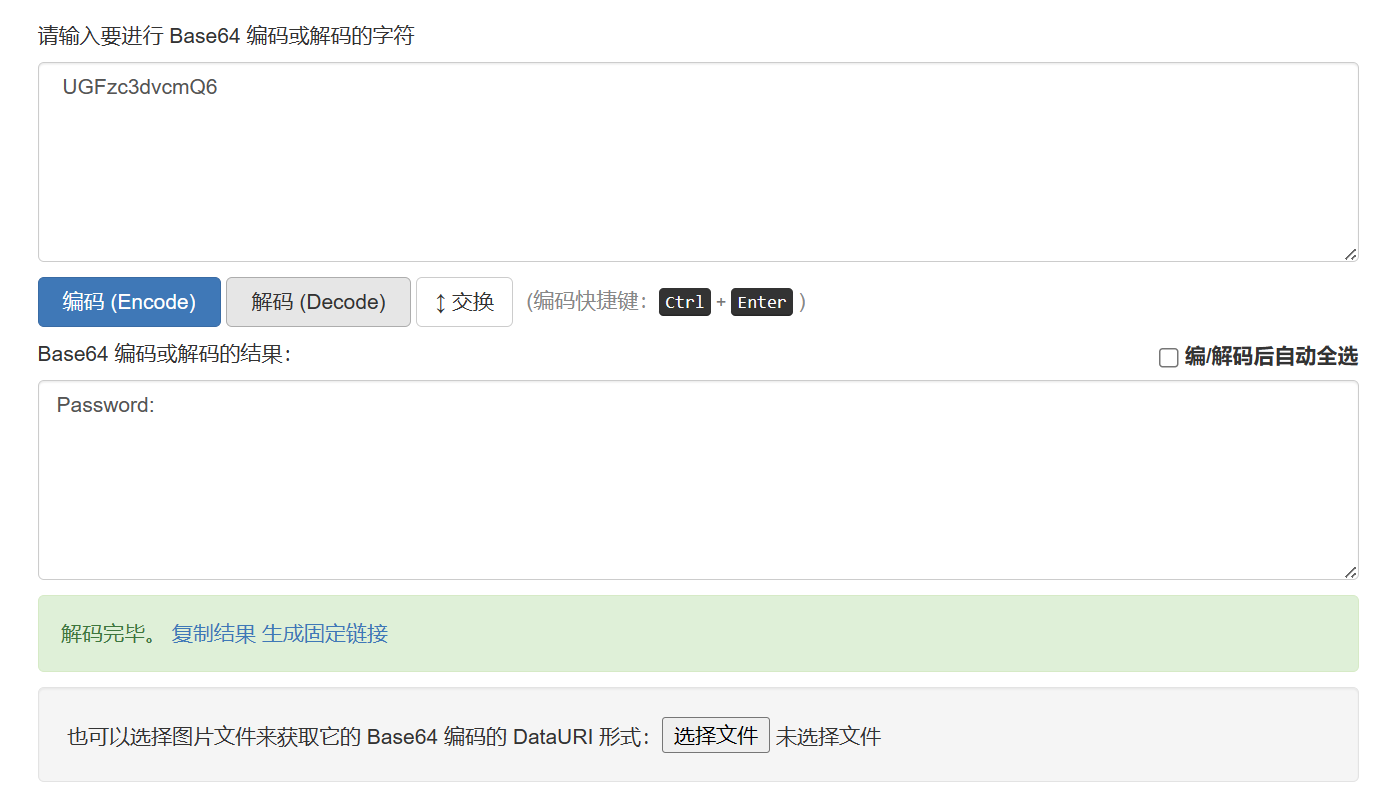 请输入要进行 Base64 编码或解码的字符
UGFzc3dvcmQ6
编码 (Encode) 解码 (Decode) ↕ 交换 (编码快捷键： Ctrl + Enter )
Base64 编码或解码的结果： 编/解码后自动全选
Password:
解码完毕。 复制结果 生成固定链接
也可以选择图片文件来获取它的 Base64 编码的 DataURI 形式： 选择文件 未选择文件